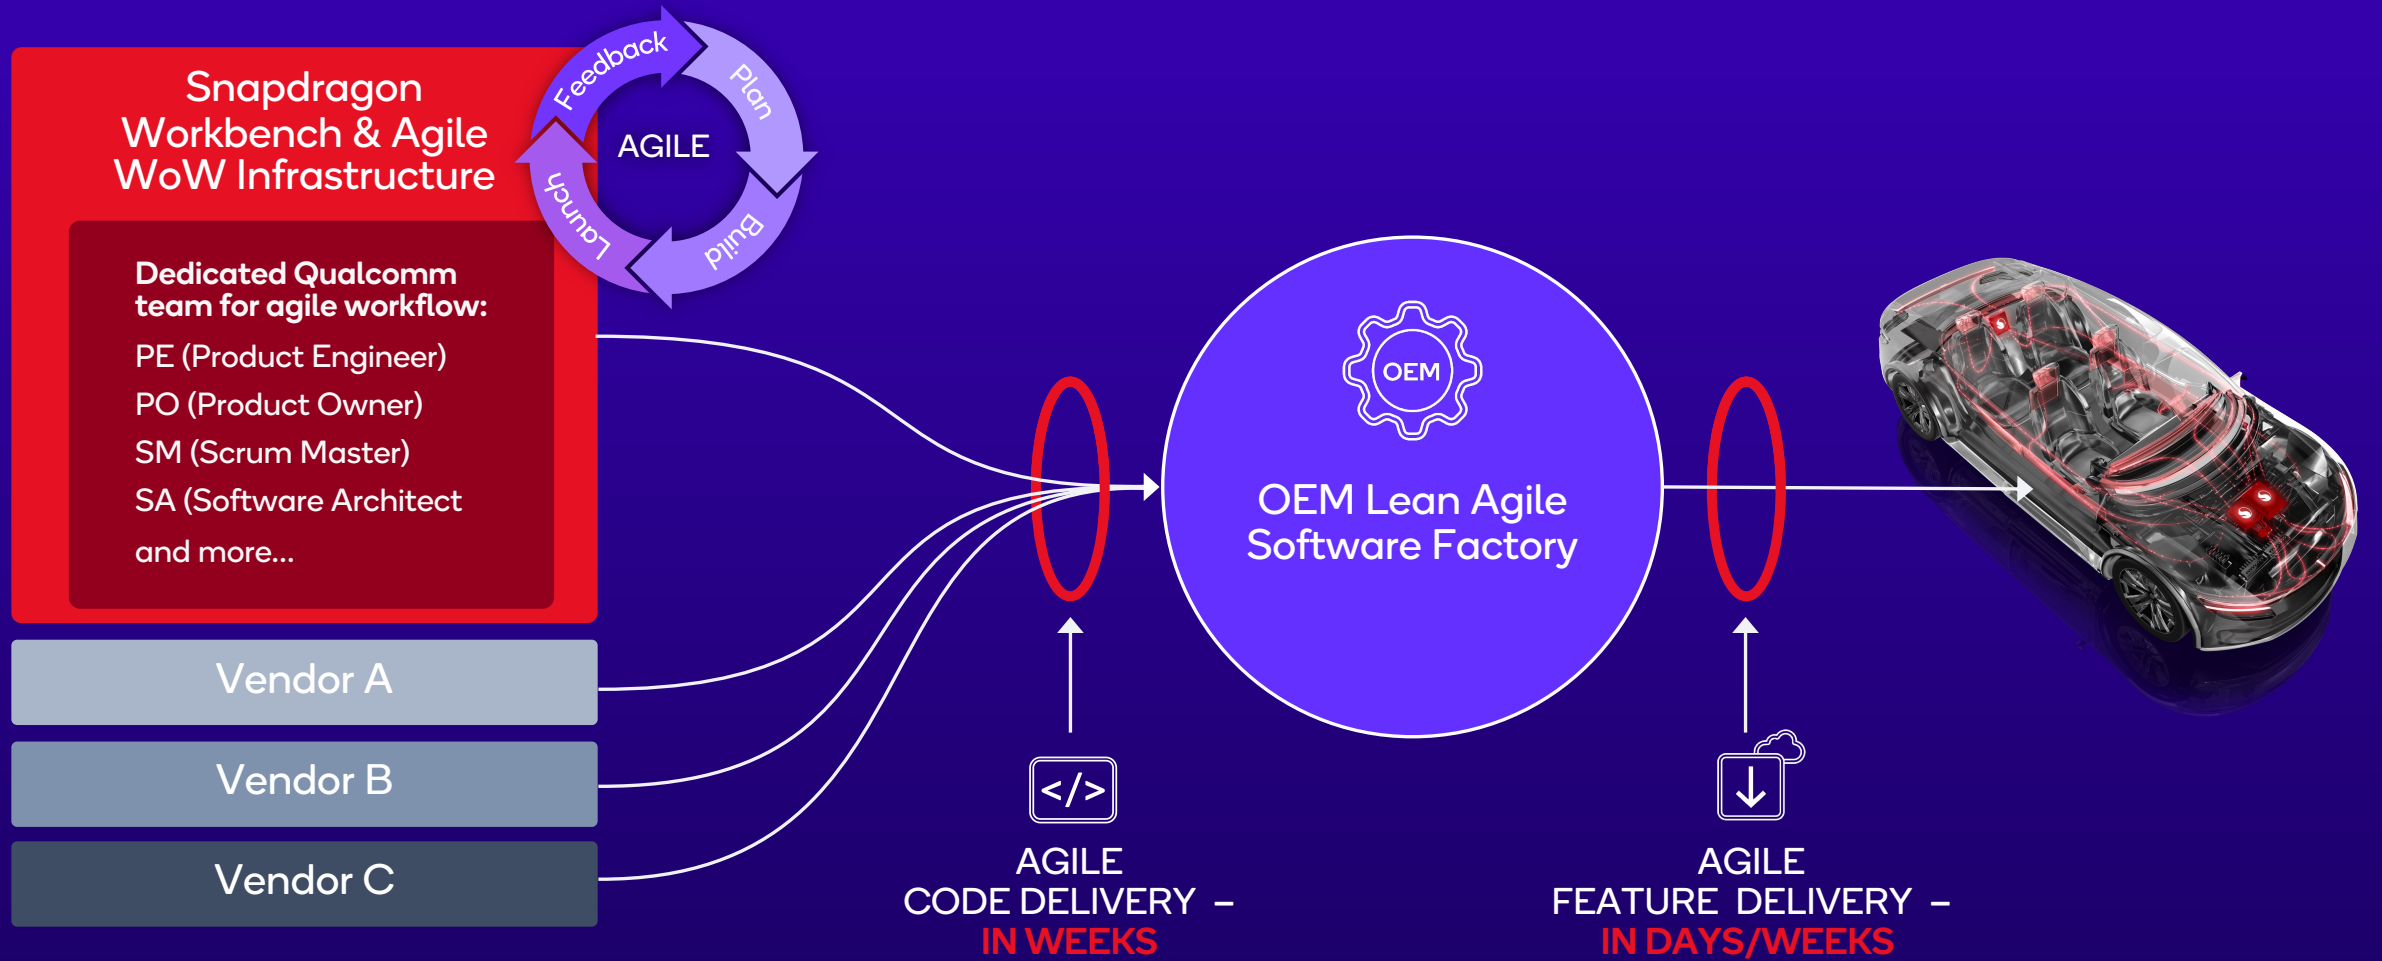 Snapdragon
Workbench & Agile
WoW Infrastructure
Feedback
Plan
Build
Launch
AGILE
Dedicated Qualcomm
team for agile workflow:
PE (Product Engineer)
PO (Product Owner)
SM (Scrum Master)
SA (Software Architect
and more...
Vendor A
Vendor B
Vendor C
</>
AGILE
CODE DELIVERY –
IN WEEKS
OEM
OEM Lean Agile
Software Factory
AGILE
FEATURE DELIVERY –
IN DAYS/WEEKS